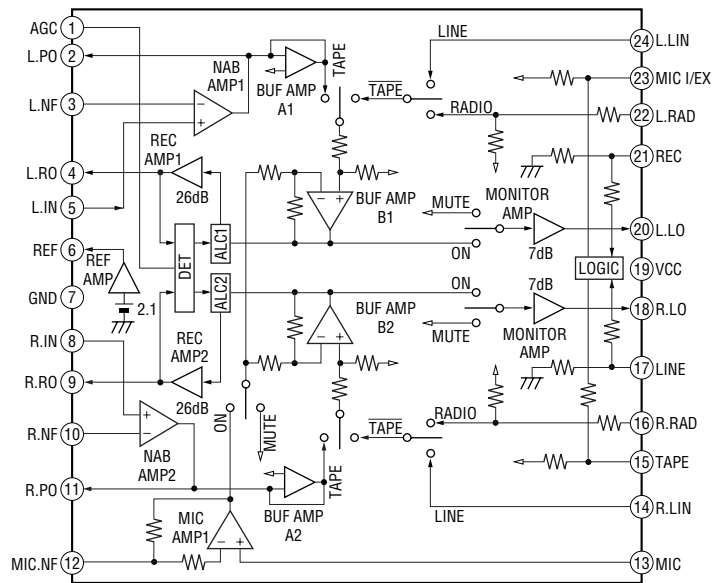 AGC 1
L.PO 2
L.NF 3
L.RO 4
L.IN 5
REF 6
GND 7
R.IN 8
R.RO 9
R.NF 10
R.PO 11
MIC.NF 12
24 L.LIN
23 MIC I/EX
22 L.RAD
21 REC
20 L.LO
19 VCC
18 R.LO
17 LINE
16 R.RAD
15 TAPE
14 R.LIN
13 MIC
NAB
AMP1
BUF AMP
A1
TAPE
TAPE
LINE
RADIO
REC
AMP1
26dB
BUF AMP
B1
MUTE
MONITOR
AMP
7dB
ON
DET
ALC1
ALC2
REF
AMP
2.1
LOGIC
ON
7dB
MUTE
MONITOR
AMP
BUF AMP
B2
REC
AMP2
26dB
ON
MUTE
NAB
AMP2
TAPE
TAPE
RADIO
LINE
BUF AMP
A2
MIC
AMP1